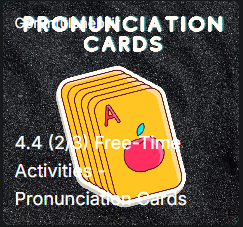 PRONUNCIATION
CARDS
A
4.4 (2/3) Free-Time
Activities -
Pronunciation Cards